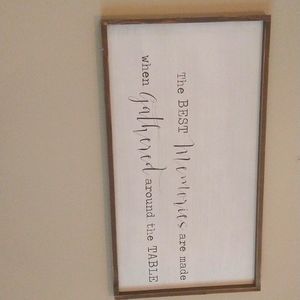 The BEST Memories are made
when gathered around the TABLE